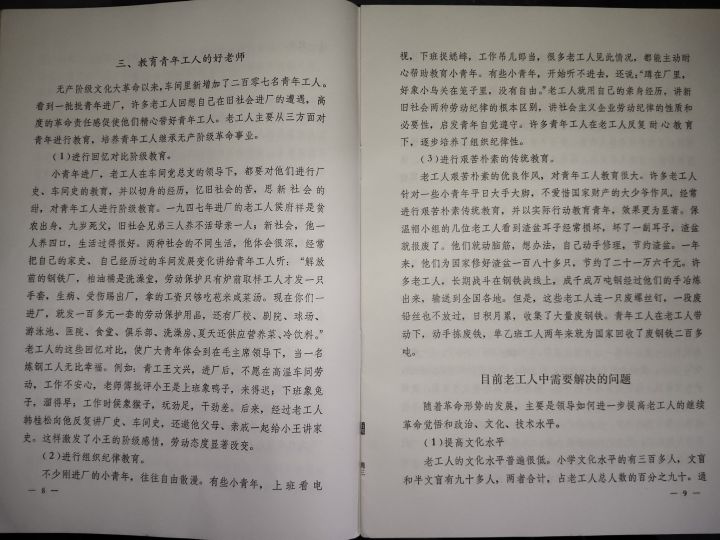 三、教育青年工人的好老师
无产阶级文化大革命以来，车间里新增加了二百零七名青年工人。
看到一批批青年进厂，许多老工人回想自己在旧社会进厂的遭遇，高
度的革命责任感促使他们精心带好青年工人。老工人主要从三方面对
青年进行教育，培养青年工人继承无产阶级革命事业。
（1）进行回忆对比阶级教育。
小青年进厂，老工人在车间党总支的领导下，都要对他们进行厂
史、车间史的教育，并以切身的经历，忆旧社会的苦，思新社会的
甜，对青年工人进行阶级教育。一九四七年进厂的老工人侯府祥是贫
农出身，九岁死父，旧社会兄弟三人养不活母亲一人；新社会，他一
人养四口，生活过得很好。两种社会的不同生活，他体会很深，经常
把自己的家史、自己经历过的车间发展变化讲给青年工人听：“解放
前的钢铁厂，柏油桶是洗澡堂，劳动保护只有炉前取样工人才发一只
手套，生病、受伤踢出厂，拿的工资只够吃苞米咸菜汤。现在你们一
进厂，就发一百多元一套的劳动保护用品，还有厂校、剧院、球场、
游泳池、医院、食堂、俱乐部、洗澡房、夏天还供应营养菜、冷饮料。”
老工人的这些回忆对比，使广大青年体会到在毛主席领导下，当一名
炼钢工人无比幸福。例如：青工王文兴，进厂后，不愿在高温车间劳
动，工作不安心，老师傅批评小王是上班象鸭子，来得迟；下班象兔
子，溜得早；工作时候象猴子，玩劲足，干劲差。后来，经过老工人
韩桂松向他反复讲厂史、车间史，还邀他父母、亲戚一起给小王讲家
史。这样激发了小王的阶级感情，劳动态度显著改变。
（2）进行组织纪律教育。
不少刚进厂的小青年，往往自由散漫。有些小青年，上班看电
— 8 —
视，下班捉蟋蟀，工作吊儿郎当，很多老工人见此情况，都能主动耐
心帮助教育小青年。有些小青年，开始听不进去，还说：“蹲在厂里，
好象小鸟关在笼子里，没有自由。”老工人就用自己的亲身经历，讲新
旧社会两种劳动纪律的根本区别，讲社会主义企业劳动纪律的性质和
必要性，启发青年自觉遵守。许多青年工人在老工人反复耐心教育
下，逐步培养了组织纪律性。
（3）进行艰苦朴素的传统教育。
老工人艰苦朴素的优良作风，对青年工人教育很大。许多老工人
针对一些小青年平日大手大脚，不爱惜国家财产的大少爷作风，经常
进行艰苦朴素传统教育，并以实际行动教育青年，效果更为显著。保
温帽小组的几位老工人看到渣盆耳子经常损坏，坏了一副耳子，渣盆
就报废了。他们就动脑筋，想办法，自己动手修理，节约渣盆。一年
来，他们为国家修好渣盆一百八十多只，节约了二十一万六千元。许
多老工人，长期战斗在钢铁战线上，成千成万吨钢经过他们的手冶炼
出来，输送到全国各地。但是，这些老工人连一只废螺丝钉，一段废
铅丝也不放过，日积月累，收集了大量废钢铁。青年工人在老工人带
动下，动手拣废铁，单乙班工人两年来就为国家回收了废钢铁二百多
吨。
目前老工人中需要解决的问题
随着革命形势的发展，主要是领导如何进一步提高老工人的继续
革命觉悟和政治、文化、技术水平。
（1）提高文化水平
老工人的文化水平普遍很低。小学文化水平的有三百多人，文盲
和半文盲有九十多人，两者合计，占老工人总人数的百分之九十。通
— 9 —